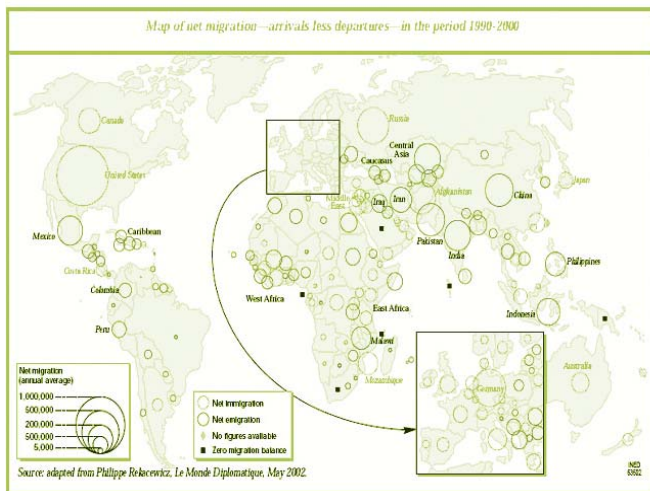 Map of net migration—arrivals less departures—in the period 1990-2000
Canada
Russia
United States
Central
Asia
Caucasus
Middle
East
Afghanistan
Japan
Iraq
Iran
China
Mexico
Caribbean
Pakistan
India
Costa Rica
Philippines
Colombia
West Africa
East Africa
Indonesia
Peru
Malawi
Mozambique
Germany
Australia
Net migration
(annual average)
1,000,000
600,000
200,000
500,000
5,000
Net immigration
Net emigration
No figures available
Zero migration balance
Source: adapted from Philippe Rekacewicz, Le Monde Diplomatique, May 2002.
INED